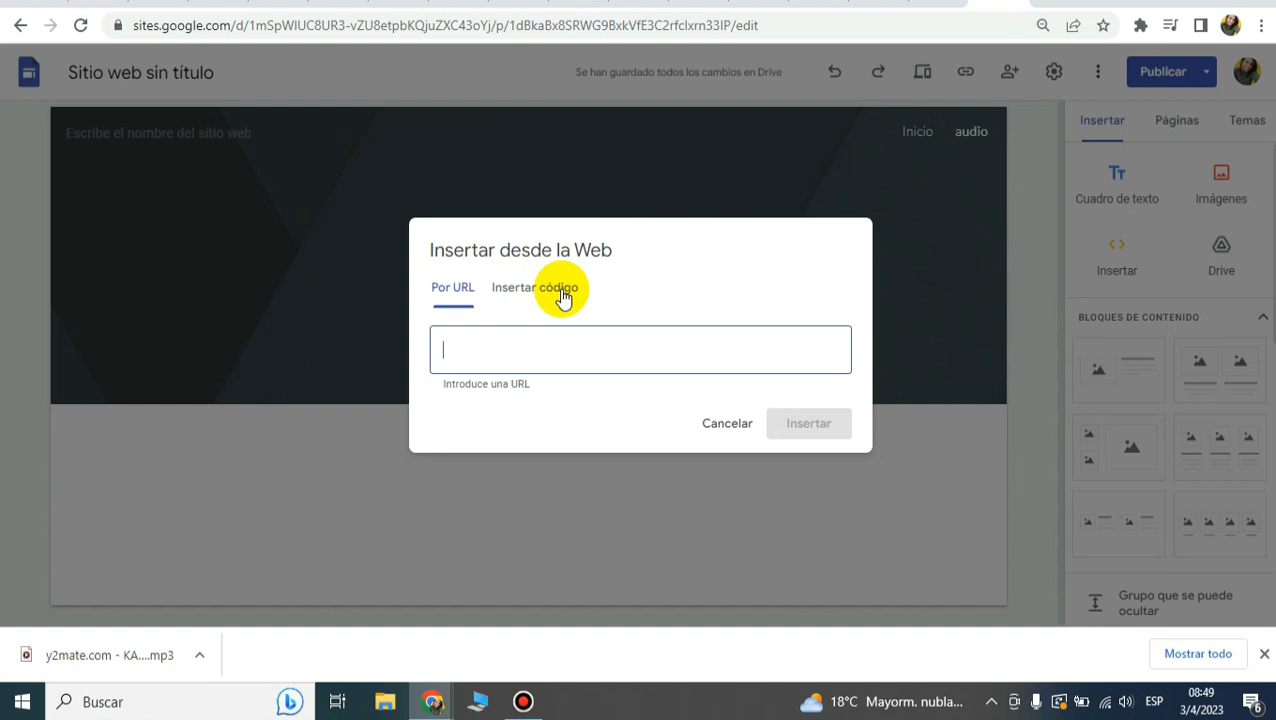 sites.google.com/d/1mSpWIUC8UR3-vZU8etpbKQjuZXC43oYj/p/1dBkaBx8SRWG9BxkVfE3C2rfcIxrn33IP/edit
Sitio web sin título
Se han guardado todos los cambios en Drive
Publicar
Escribe el nombre del sitio web
Inicio
audio
Insertar
Páginas
Temas
Cuadro de texto
Imágenes
Insertar
Drive
BLOQUES DE CONTENIDO
Grupo que se puede
ocultar
Insertar desde la Web
Por URL
Insertar código
Introduce una URL
Cancelar
Insertar
y2mate.com - KA....mp3
Mostrar todo
Buscar
18°C Mayorm. nubla...
ESP
08:49
3/4/2023
6